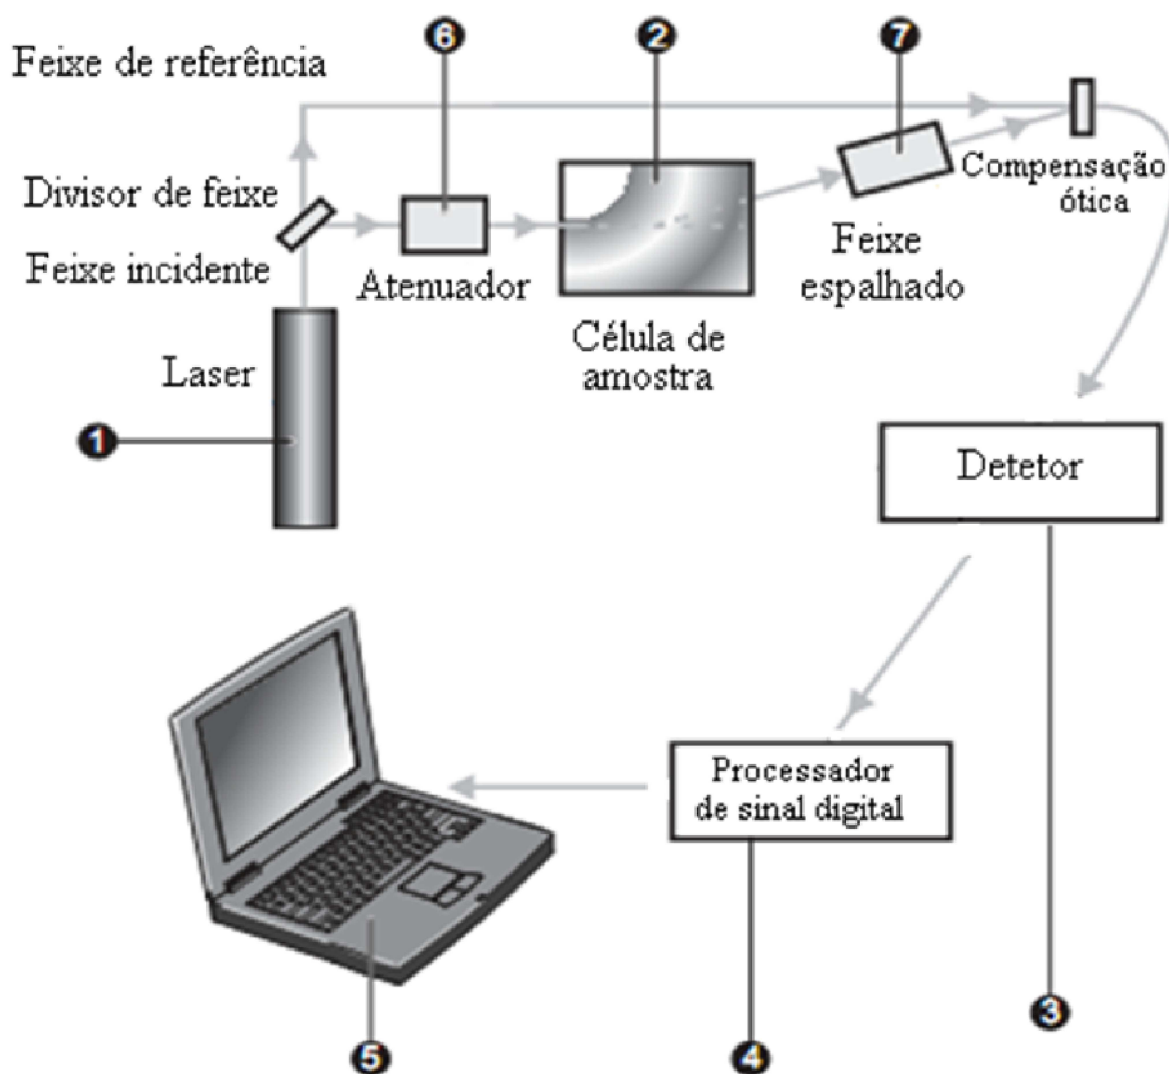 6
2
7
Feixe de referência
Divisor de feixe
Compensação
ótica
Feixe incidente
Atenuador
Feixe
espalhado
Célula de
amostra
Laser
1
Detetor
Processador
de sinal digital
3
5
4